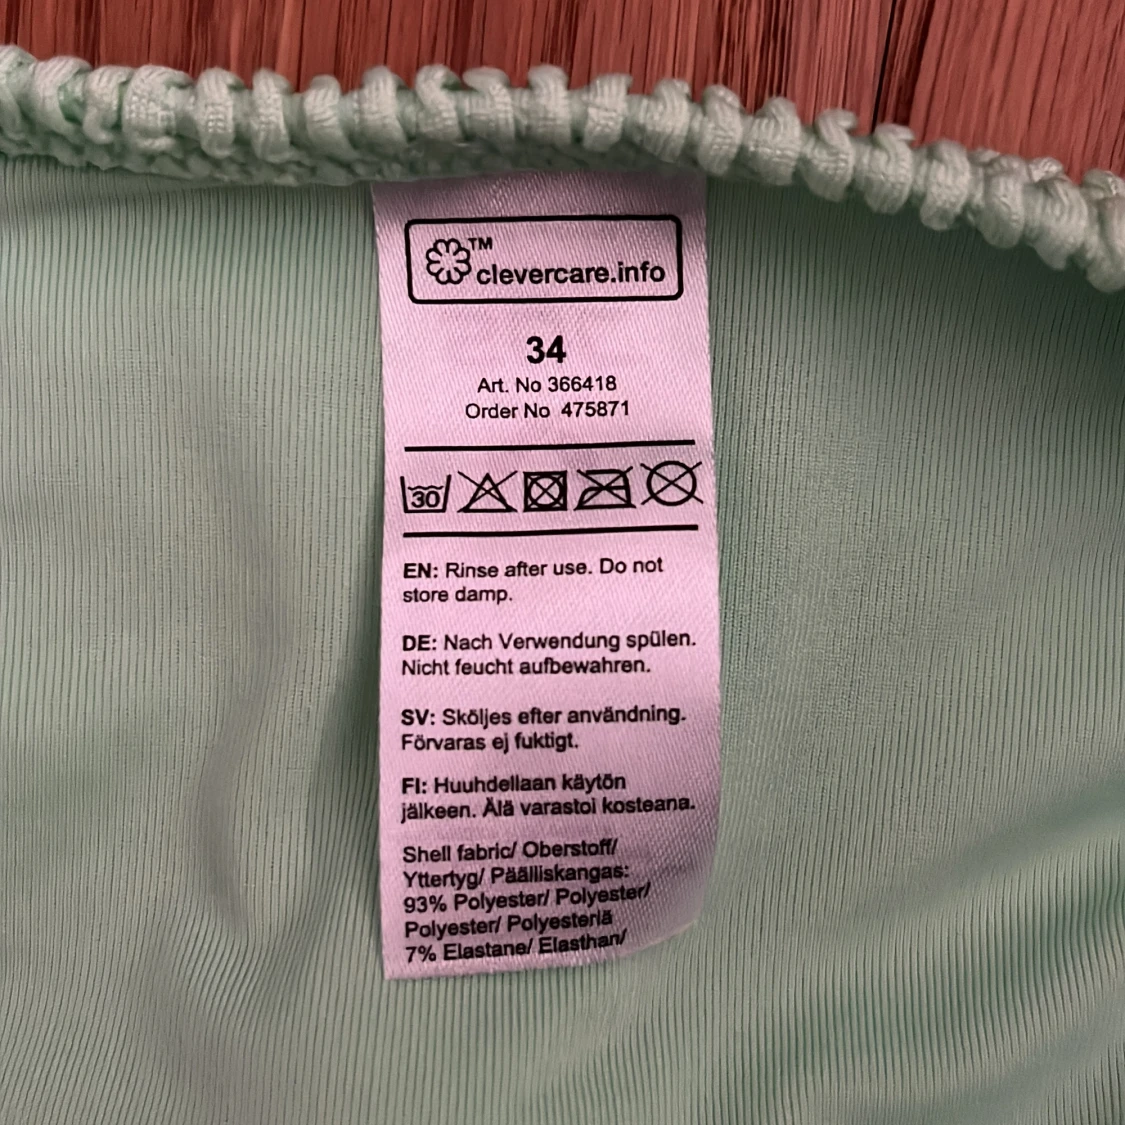 TM
clevercare.info
34
Art. No 366418
Order No 475871
30
EN: Rinse after use. Do not
store damp.
DE: Nach Verwendung spülen.
Nicht feucht aufbewahren.
SV: Sköljes efter användning.
Förvaras ej fuktigt.
FI: Huuhdellaan käytön
jälkeen. Älä varastoi kosteana.
Shell fabric/ Oberstoff/
Yttertyg/ Päälliskangas:
93% Polyester/ Polyester/
Polyester/ Polyesteriä
7% Elastane/ Elasthan/